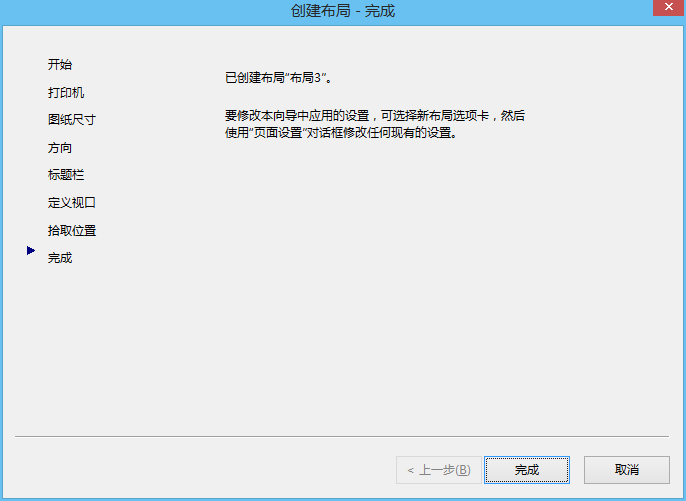 创建布局 - 完成
开始
打印机
图纸尺寸
方向
标题栏
定义视口
拾取位置
完成
已创建布局“布局3”。
要修改本向导中应用的设置，可选择新布局选项卡，然后
使用“页面设置”对话框修改任何现有的设置。
< 上一步(B)
完成
取消